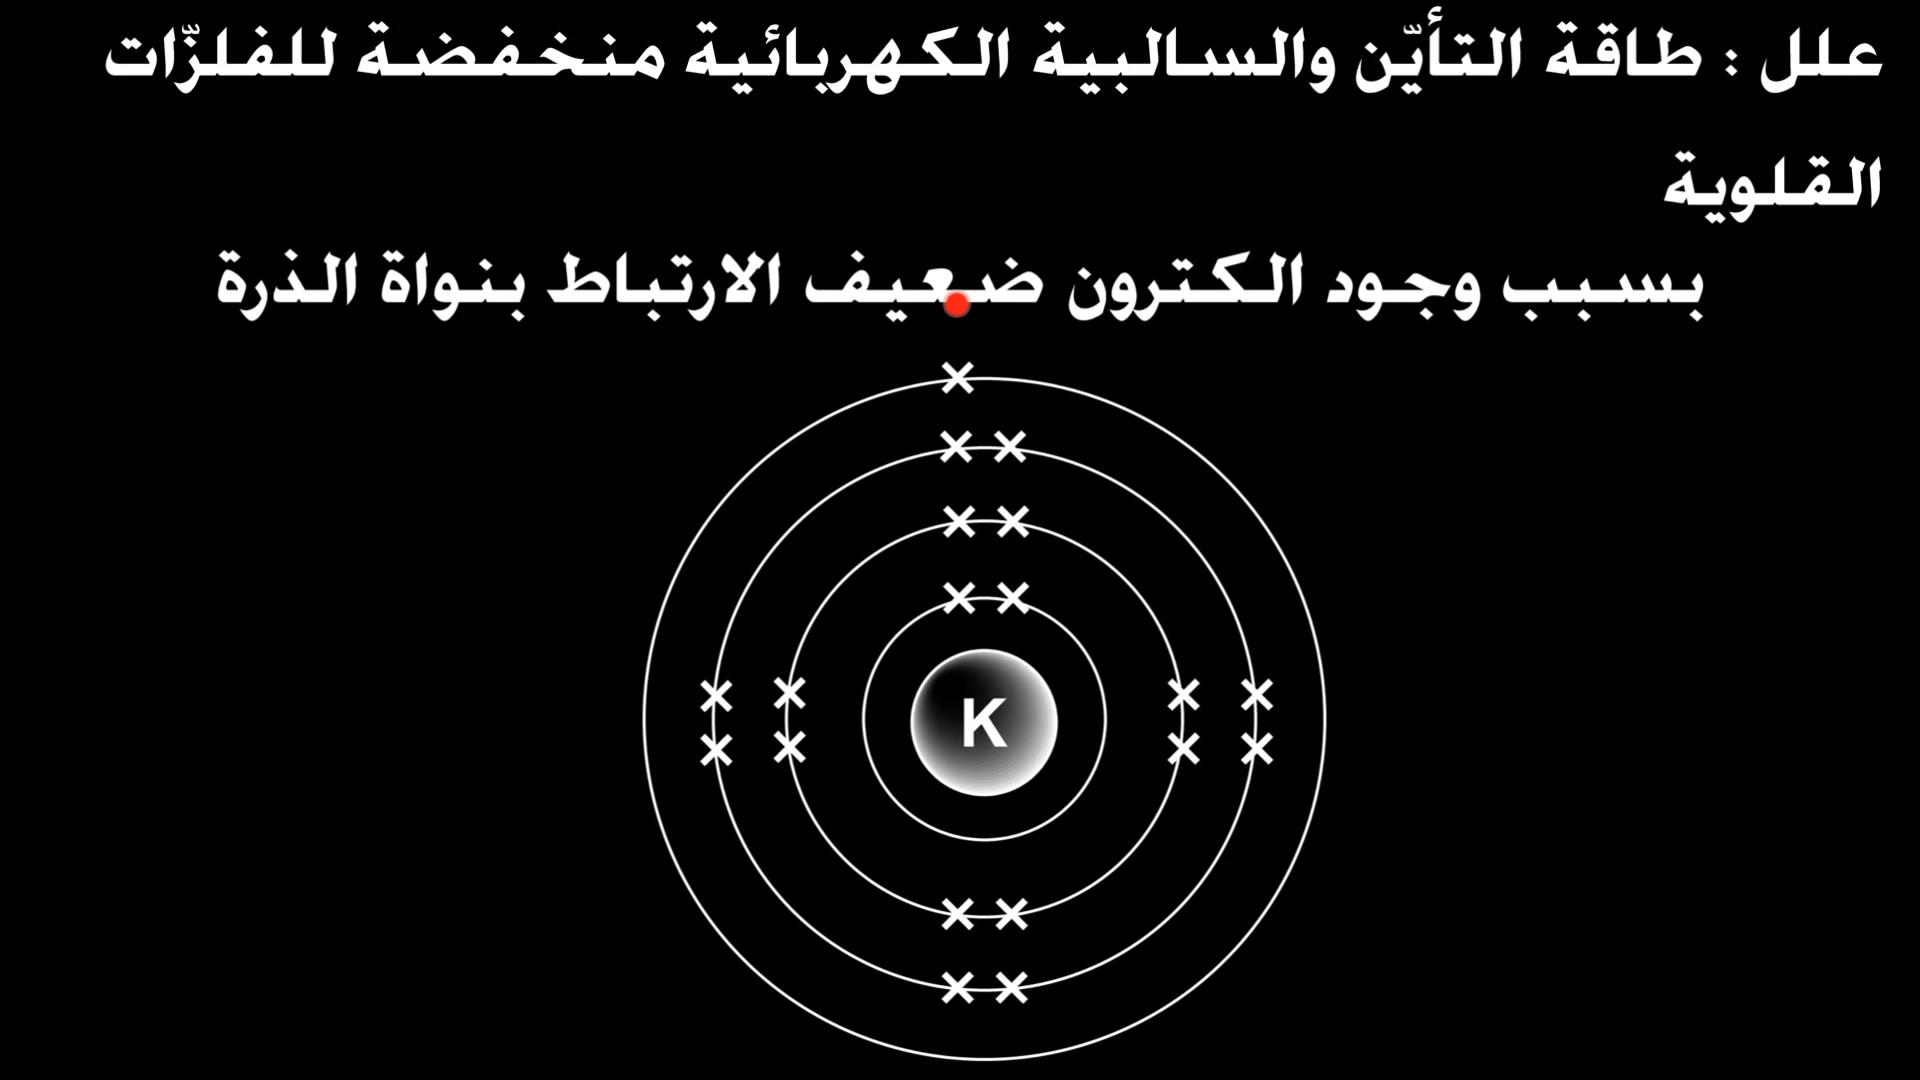 علل : طاقة التأيّن والسالبية الكهربائية منخفضة للفلزّات
القلوية
بسبب وجود الكترون ضعيف الارتباط بنواة الذرة
K